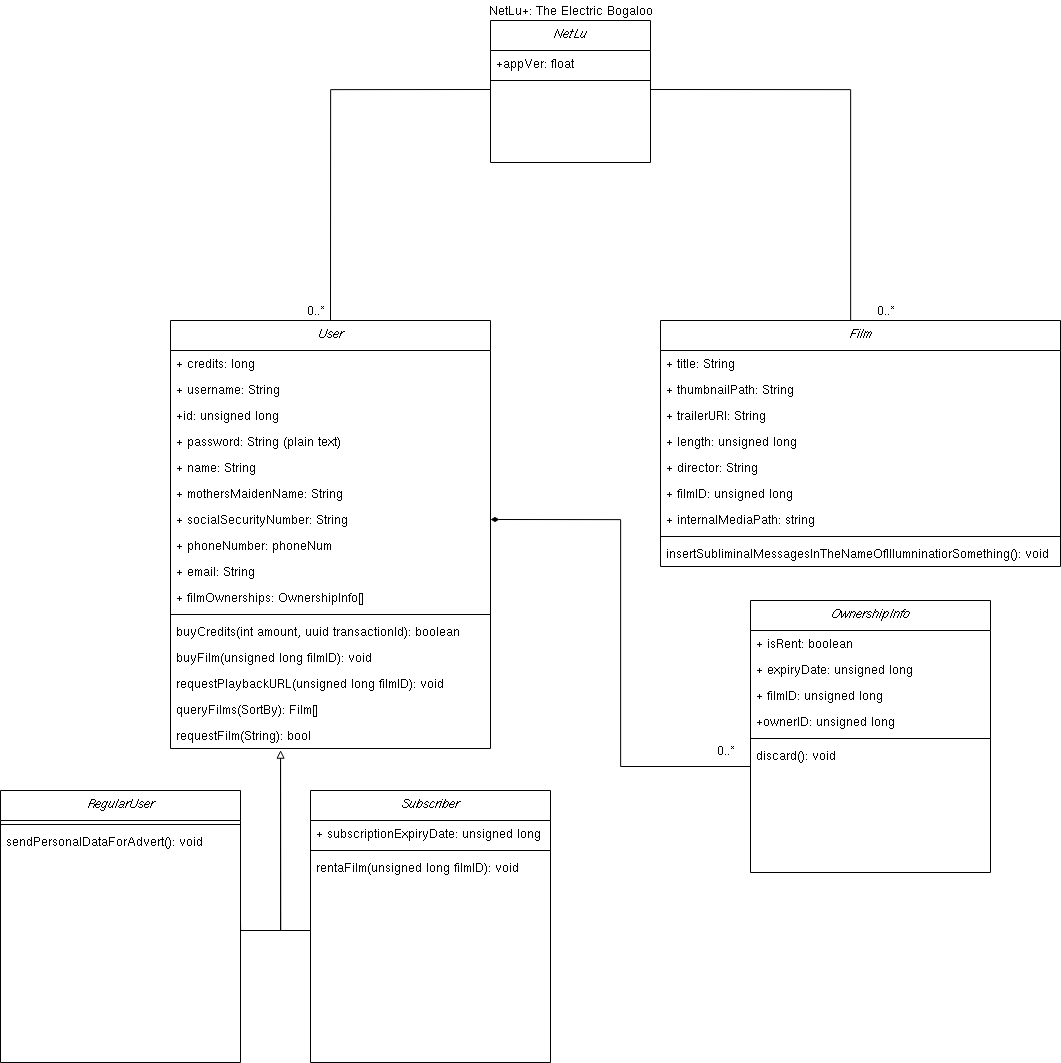 NetLu+: The Electric Bogaloo
NetLu
+appVer: float
0..*
0..*
User
+ credits: long
+ username: String
+id: unsigned long
+ password: String (plain text)
+ name: String
+ mothersMaidenName: String
+ socialSecurityNumber: String
+ phoneNumber: phoneNum
+ email: String
+ filmOwnerships: OwnershipInfo[]
buyCredits(int amount, uuid transactionId): boolean
buyFilm(unsigned long filmID): void
requestPlaybackURL(unsigned long filmID): void
queryFilms(SortBy): Film[]
requestFilm(String): bool
Film
+ title: String
+ thumbnailPath: String
+ trailerURI: String
+ length: unsigned long
+ director: String
+ filmID: unsigned long
+ internalMediaPath: string
insertSubliminalMessagesInTheNameOfIllumninatiorSomething(): void
OwnershipInfo
+ isRent: boolean
+ expiryDate: unsigned long
+ filmID: unsigned long
+ownerID: unsigned long
0..*
discard(): void
RegularUser
sendPersonalDataForAdvert(): void
Subscriber
+ subscriptionExpiryDate: unsigned long
rentaFilm(unsigned long filmID): void